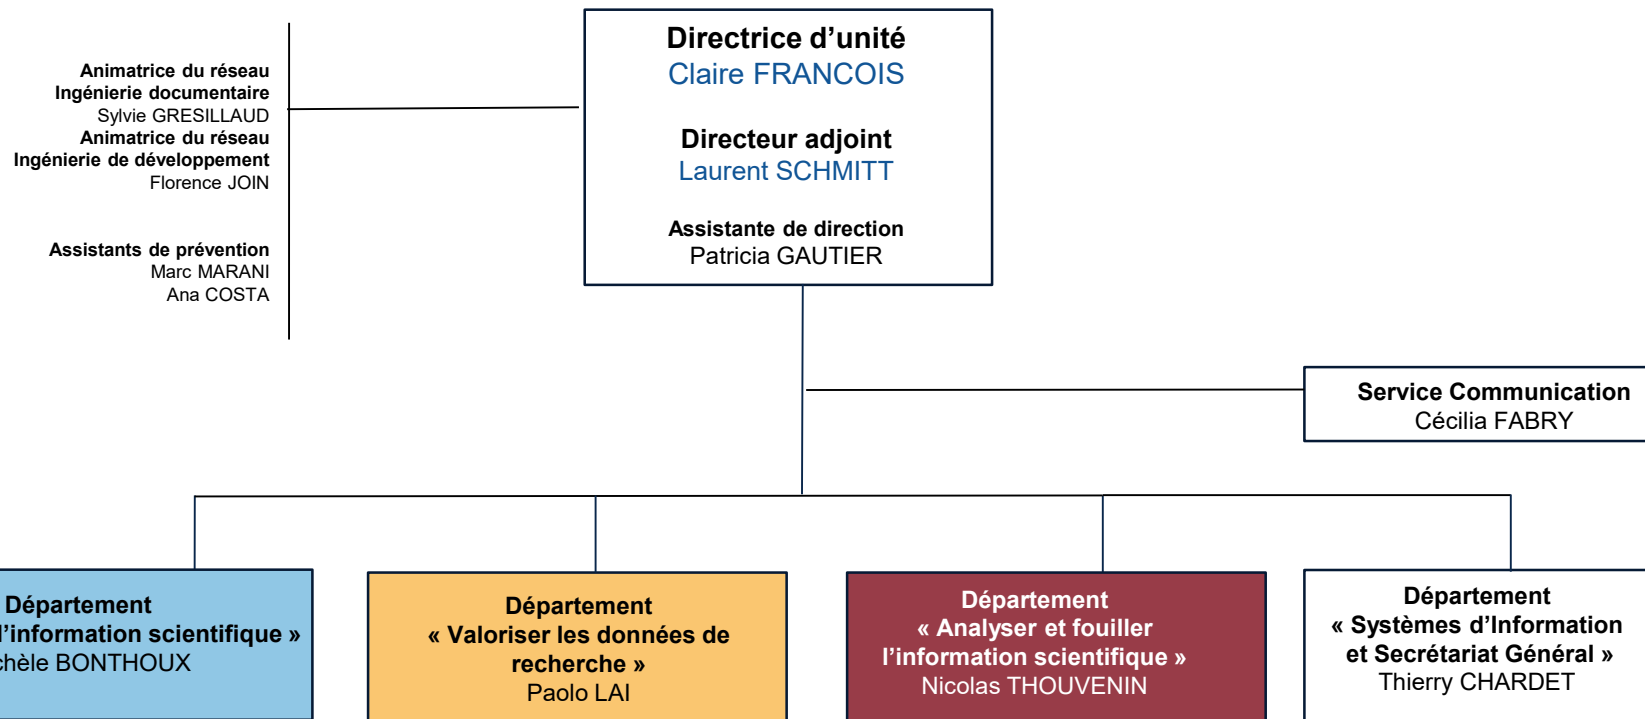 Directrice d’unité
Claire FRANCOIS
Directeur adjoint
Laurent SCHMITT
Assistante de direction
Patricia GAUTIER
Animatrice du réseau
Ingénierie documentaire
Sylvie GRESILLAUD
Animatrice du réseau
Ingénierie de développement
Florence JOIN
Assistants de prévention
Marc MARANI
Ana COSTA
Service Communication
Cécilia FABRY
Département
l’information scientifique »
BONTHOUX
Département
« Valoriser les données de
recherche »
Paolo LAI
Département
« Analyser et fouiller
l’information scientifique »
Nicolas THOUVENIN
Département
« Systèmes d’Information
et Secrétariat Général »
Thierry CHARDET